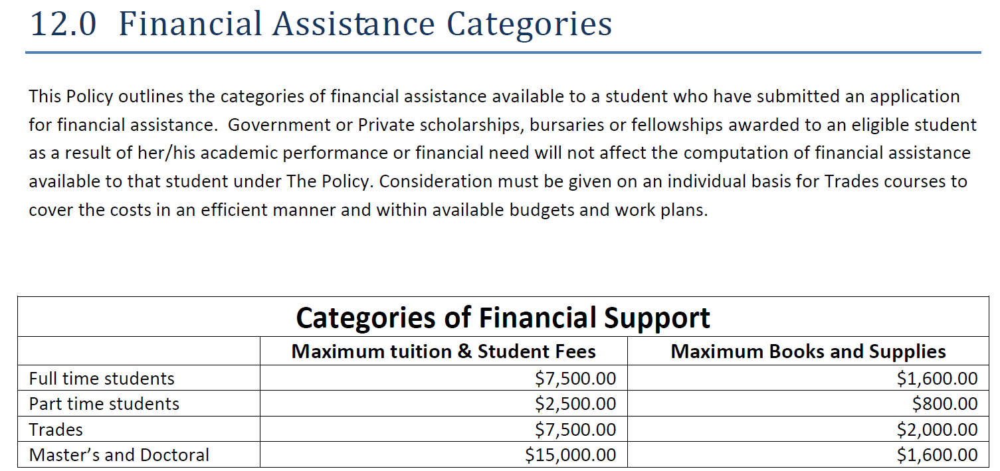 12.0 Financial Assistance Categories
This Policy outlines the categories of financial assistance available to a student who have submitted an application
for financial assistance.  Government or Private scholarships, bursaries or fellowships awarded to an eligible student
as a result of her/his academic performance or financial need will not affect the computation of financial assistance
available to that student under The Policy. Consideration must be given on an individual basis for Trades courses to
cover the costs in an efficient manner and within available budgets and work plans.
Categories of Financial Support
Maximum tuition & Student Fees Maximum Books and Supplies
Full time students $7,500.00 $1,600.00
Part time students $2,500.00 $800.00
Trades $7,500.00 $2,000.00
Master’s and Doctoral $15,000.00 $1,600.00